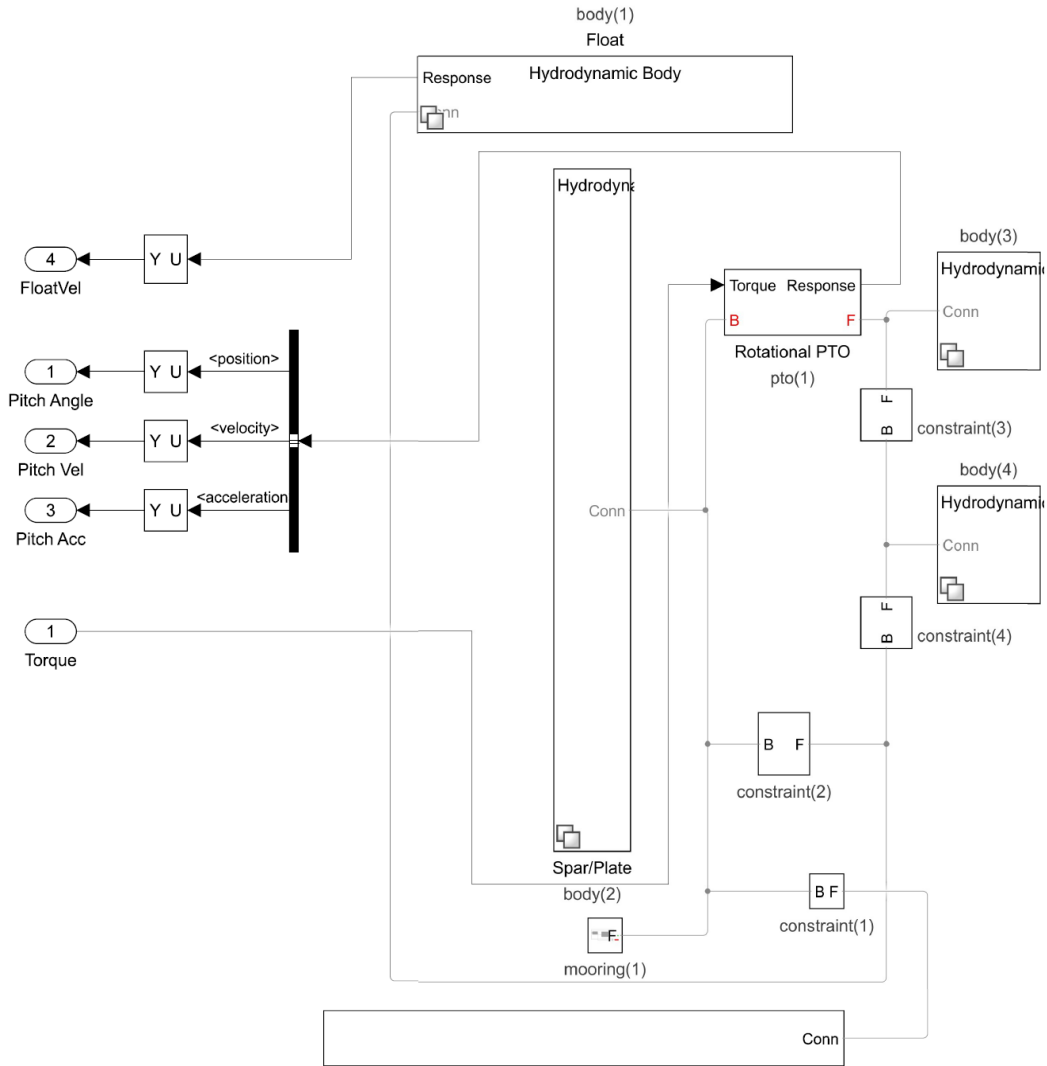 body(1)
Float
Response
Hydrodynamic Body
Hydrodyna
body(3)
Hydrodynamic
Conn
4
Y U
FloatVel
Torque
Response
B
F
Rotational PTO
pto(1)
<position>
1
Y U
Pitch Angle
F
B
constraint(3)
<velocity>
2
Y U
Pitch Vel
body(4)
Hydrodynamic
Conn
<acceleration
3
Y U
Pitch Acc
Conn
F
B
constraint(4)
1
Torque
B
F
constraint(2)
Spar/Plate
body(2)
B F
constraint(1)
F
mooring(1)
Conn